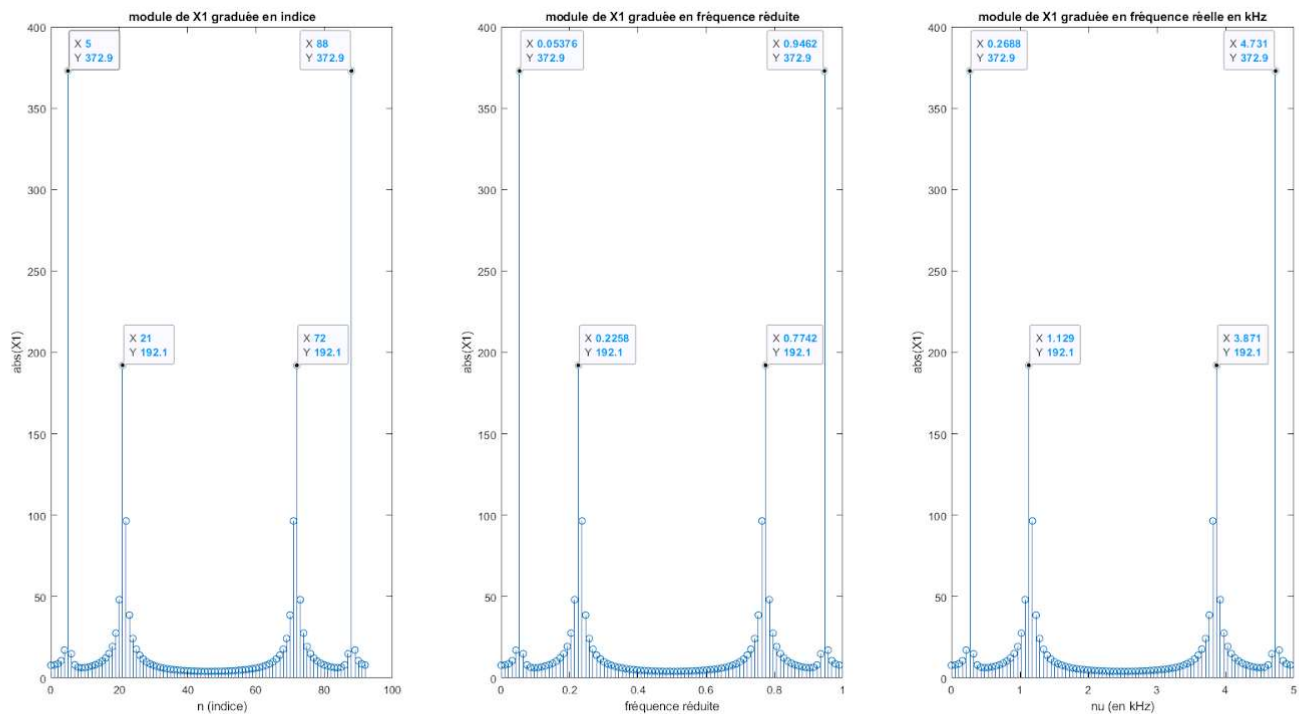 module de X1 graduée en indice
400
350
300
250
200
150
100
50
0
abs(X1)
X 5
Y 372.9
X 88
Y 372.9
X 21
Y 192.1
X 72
Y 192.1
0 20 40 60 80 100
n (indice)
module de X1 graduée en fréquence réduite
400
350
300
250
200
150
100
50
0
abs(X1)
X 0.05376
Y 372.9
X 0.9462
Y 372.9
X 0.2258
Y 192.1
X 0.7742
Y 192.1
0 0.2 0.4 0.6 0.8 1
fréquence réduite
module de X1 graduée en fréquence réelle en kHz
400
350
300
250
200
150
100
50
0
abs(X1)
X 0.2688
Y 372.9
X 4.731
Y 372.9
X 1.129
Y 192.1
X 3.871
Y 192.1
0 1 2 3 4 5
nu (en kHz)